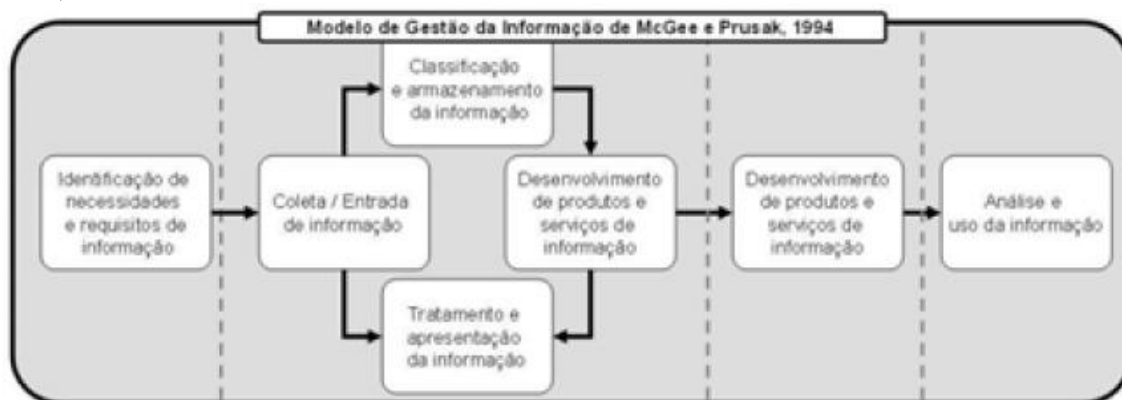 Modelo de Gestão da Informação de McGee e Prusak, 1994
Classificação
e armazenamento
da informação
Identificação de
necessidades
e requisitos de
informação
Coleta / Entrada
de informação
Desenvolvimento
de produtos e
serviços de
informação
Desenvolvimento
de produtos e
serviços de
informação
Análise e
uso da informação
Tratamento e
apresentação
da informação